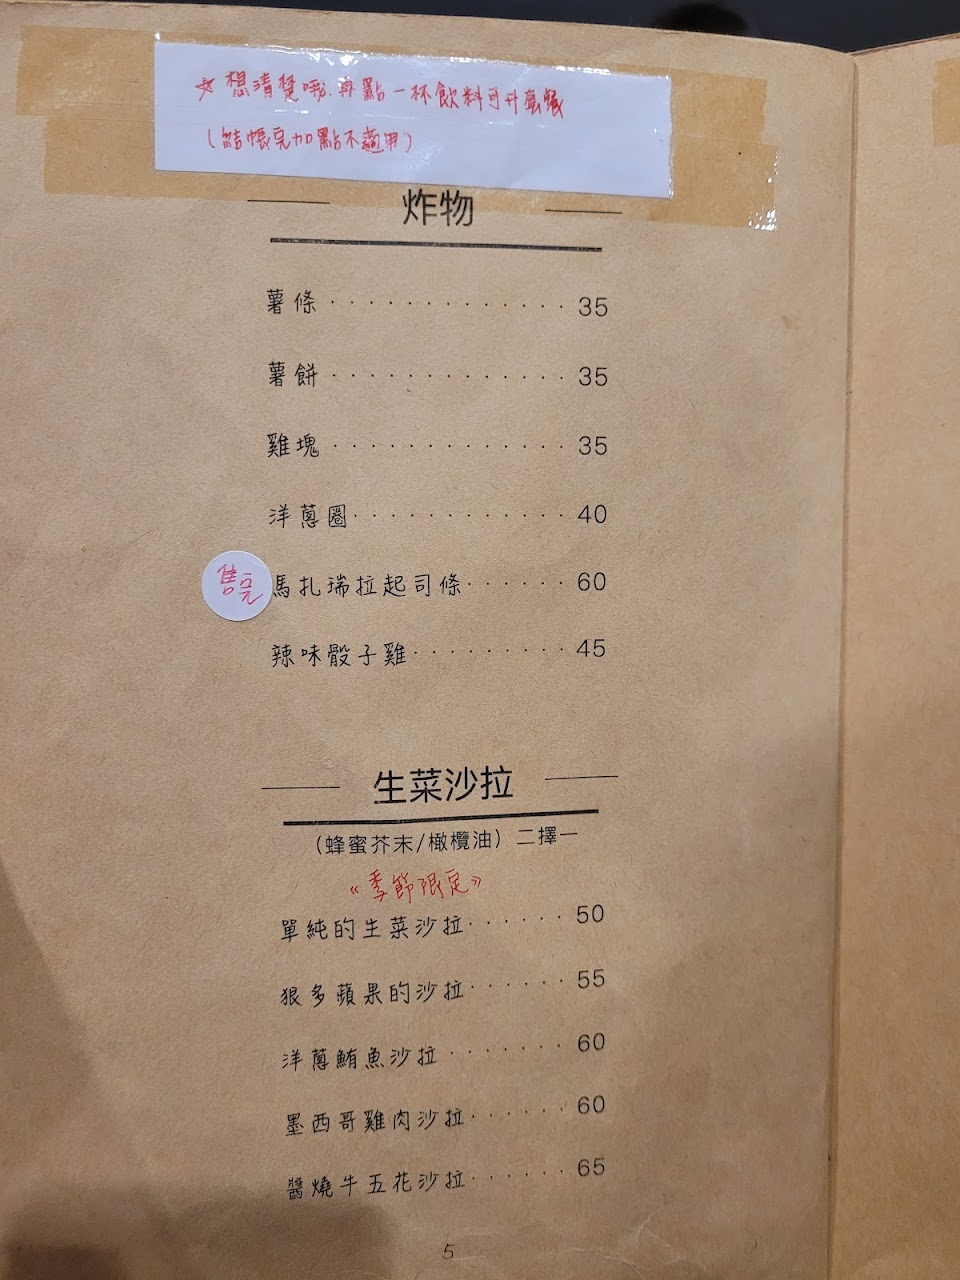 ☆想清楚哦.再點一杯飲料可升套餐
(結帳完加點不適用)
炸物
薯條·············35
薯餅·············35
雞塊·············35
洋蔥圈············40
售完
馬扎瑞拉起司條······60
辣味骰子雞·········45
生菜沙拉
(蜂蜜芥末/橄欖油) 二擇一
《季節限定》
單純的生菜沙拉······50
狠多蘋果的沙拉······55
洋蔥鮪魚沙拉·······60
墨西哥雞肉沙拉······60
醬燒牛五花沙拉······65
5